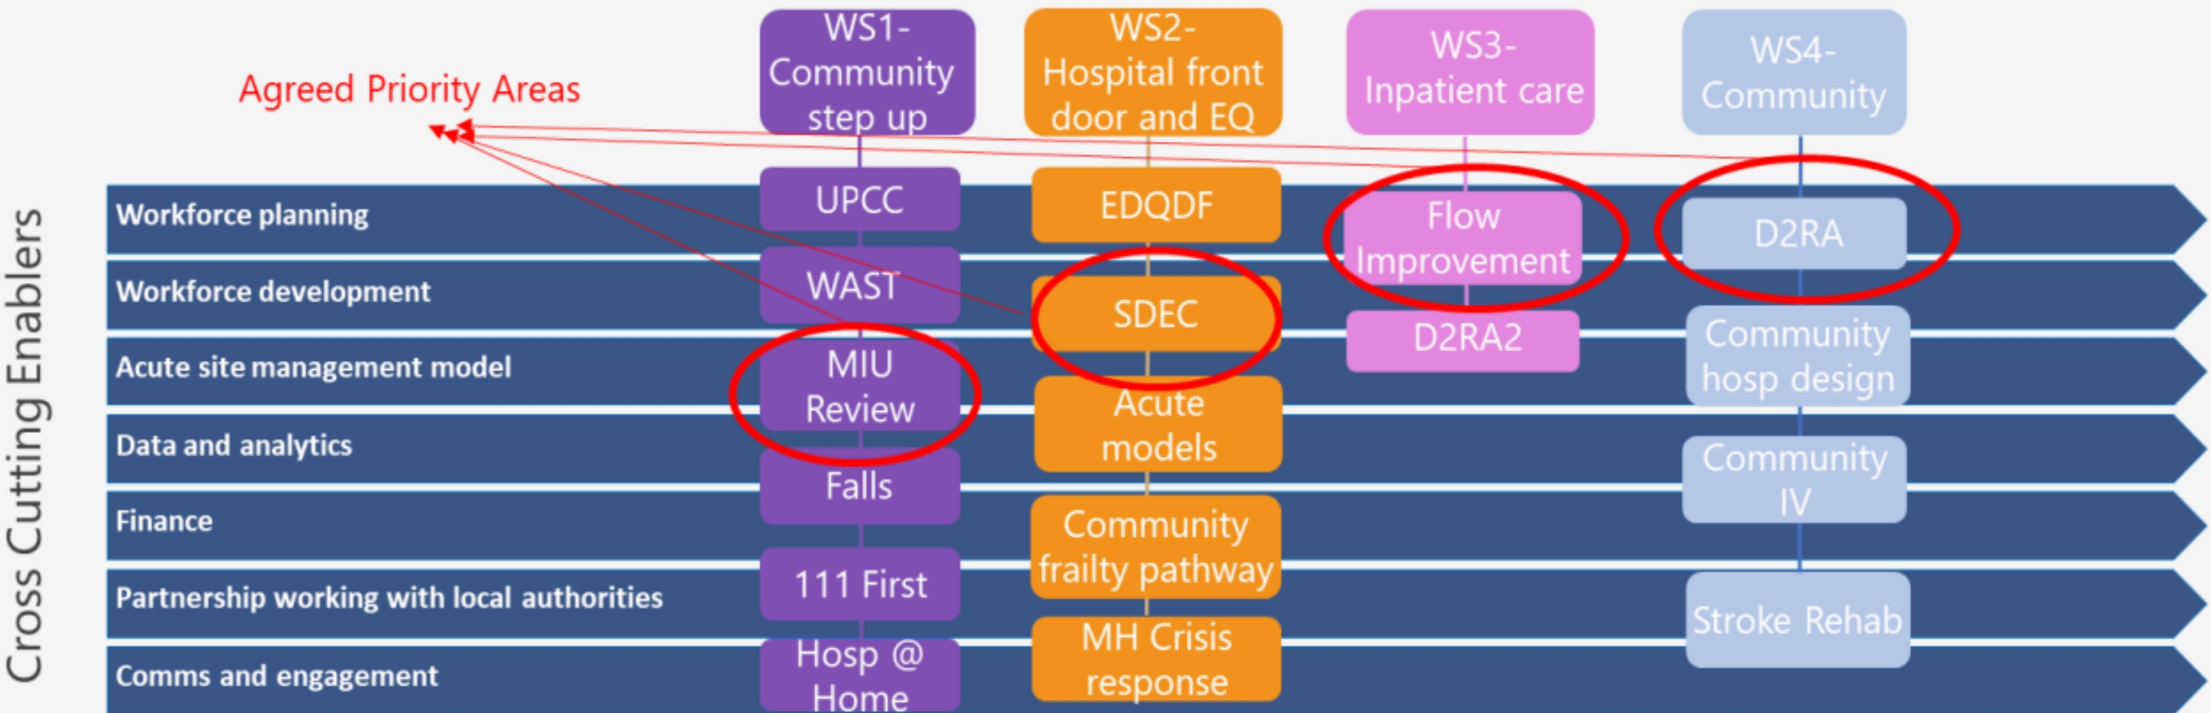 Agreed Priority Areas
Cross Cutting Enablers
Workforce planning
Workforce development
Acute site management model
Data and analytics
Finance
Partnership working with local authorities
Comms and engagement
WS1-
Community
step up
UPCC
WAST
MIU
Review
Falls
111 First
Hosp @
Home
WS2-
Hospital front
door and EQ
EDQDF
SDEC
Acute
models
Community
frailty pathway
MH Crisis
response
WS3-
Inpatient care
Flow
Improvement
D2RA2
WS4-
Community
D2RA
Community
hosp design
Community
IV
Stroke Rehab